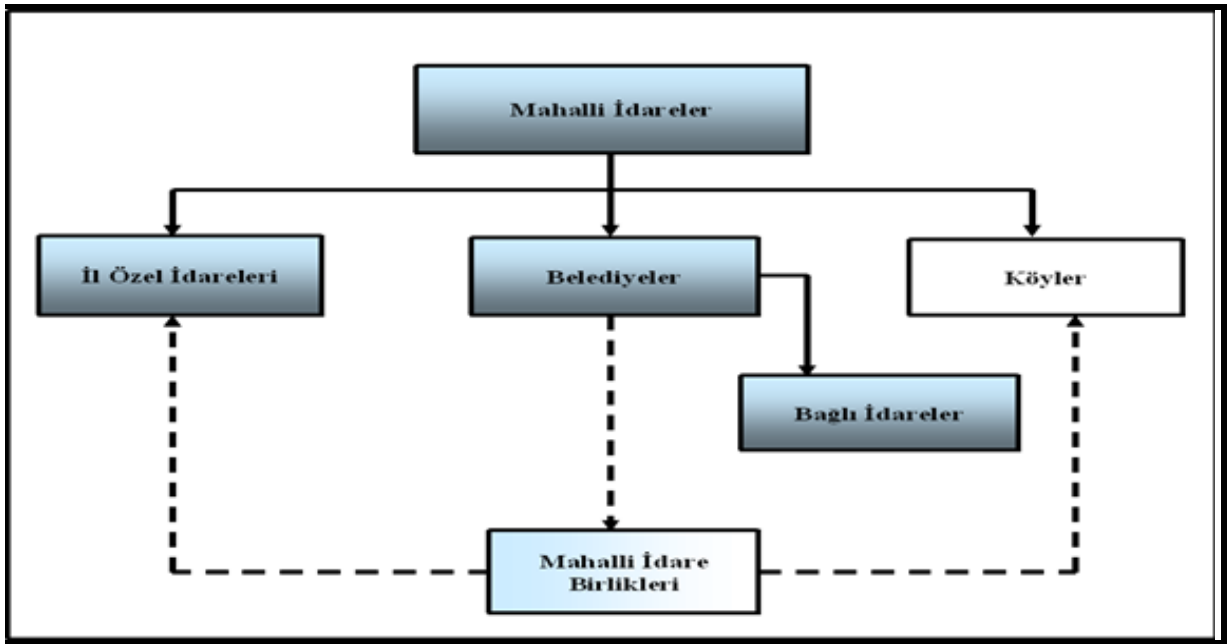 Mahalli İdareler
İl Özel İdareleri
Belediyeler
Köyler
Bağlı İdareler
Mahalli İdare
Birlikleri